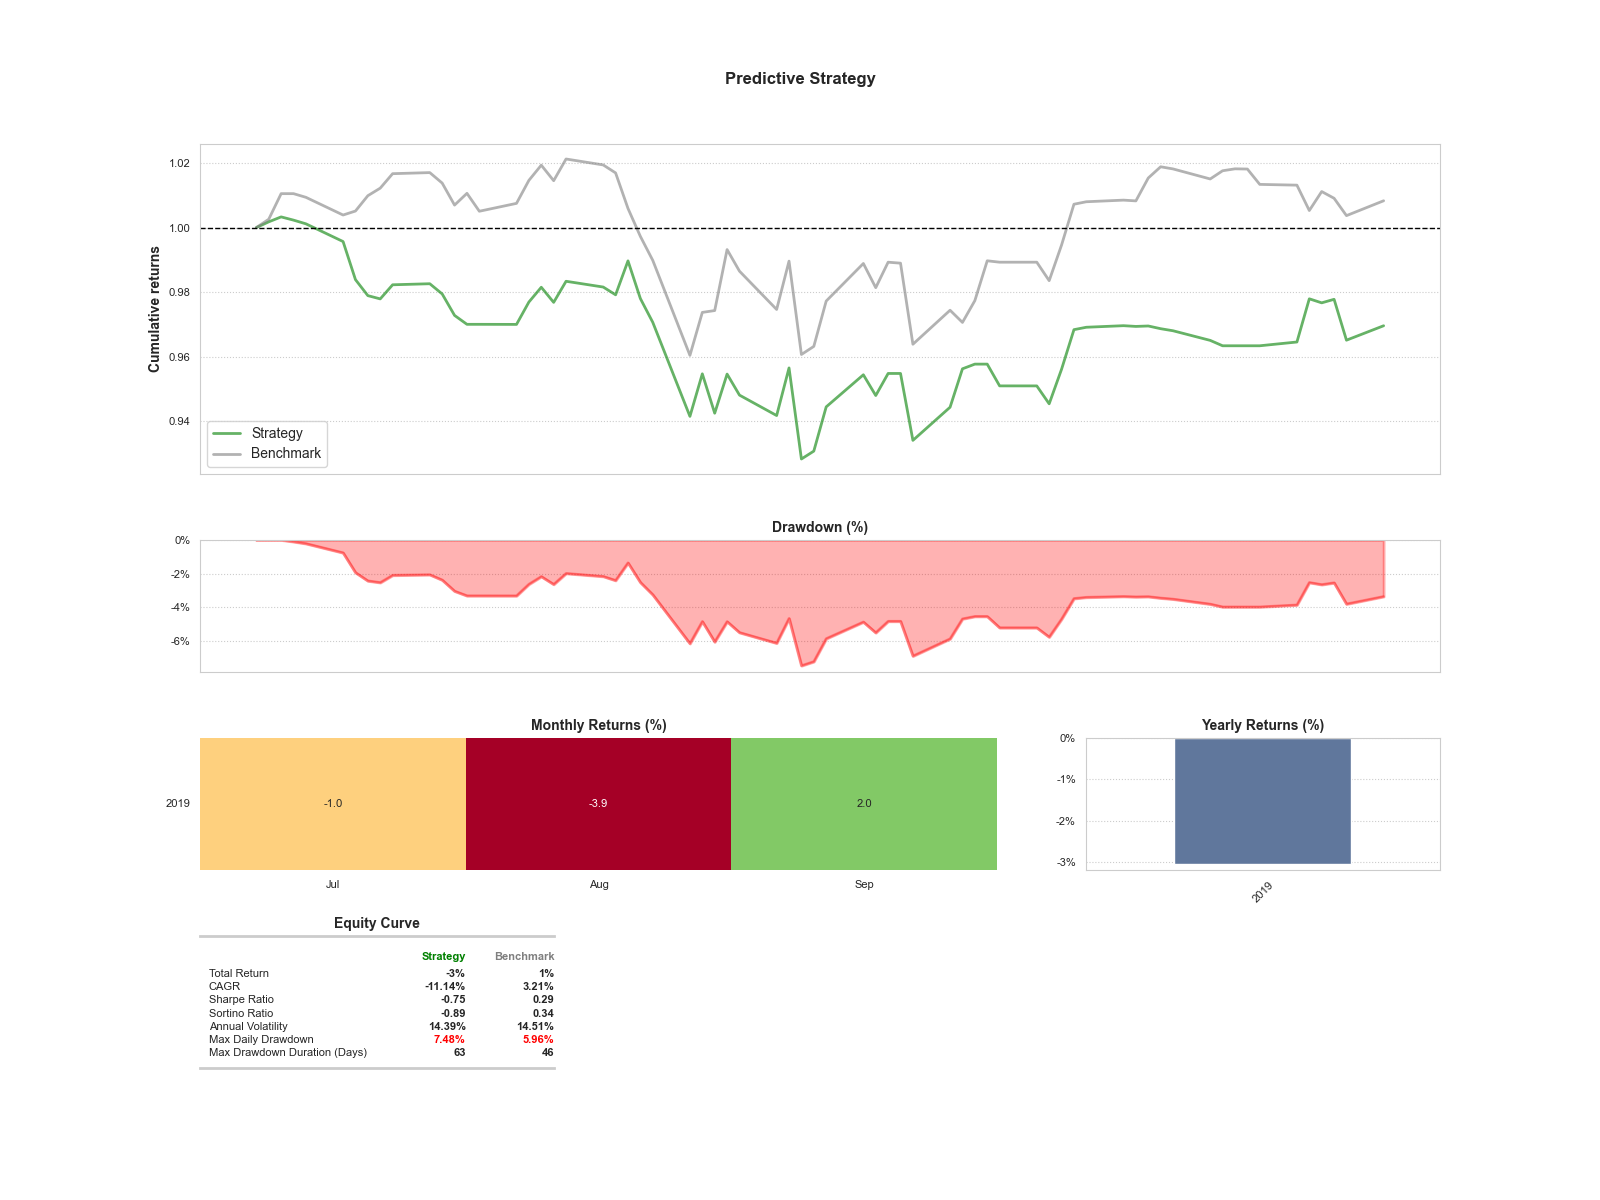 Predictive Strategy
1.02
1.00
0.98
0.96
0.94
Cumulative returns
Strategy
Benchmark
Drawdown (%)
0%
-2%
-4%
-6%
Monthly Returns (%)
2019
-1.0
-3.9
2.0
Jul
Aug
Sep
Yearly Returns (%)
0%
-1%
-2%
-3%
2019
Equity Curve
Strategy Benchmark
Total Return -3% 1%
CAGR -11.14% 3.21%
Sharpe Ratio -0.75 0.29
Sortino Ratio -0.89 0.34
Annual Volatility 14.39% 14.51%
Max Daily Drawdown 7.48% 5.96%
Max Drawdown Duration (Days) 63 46